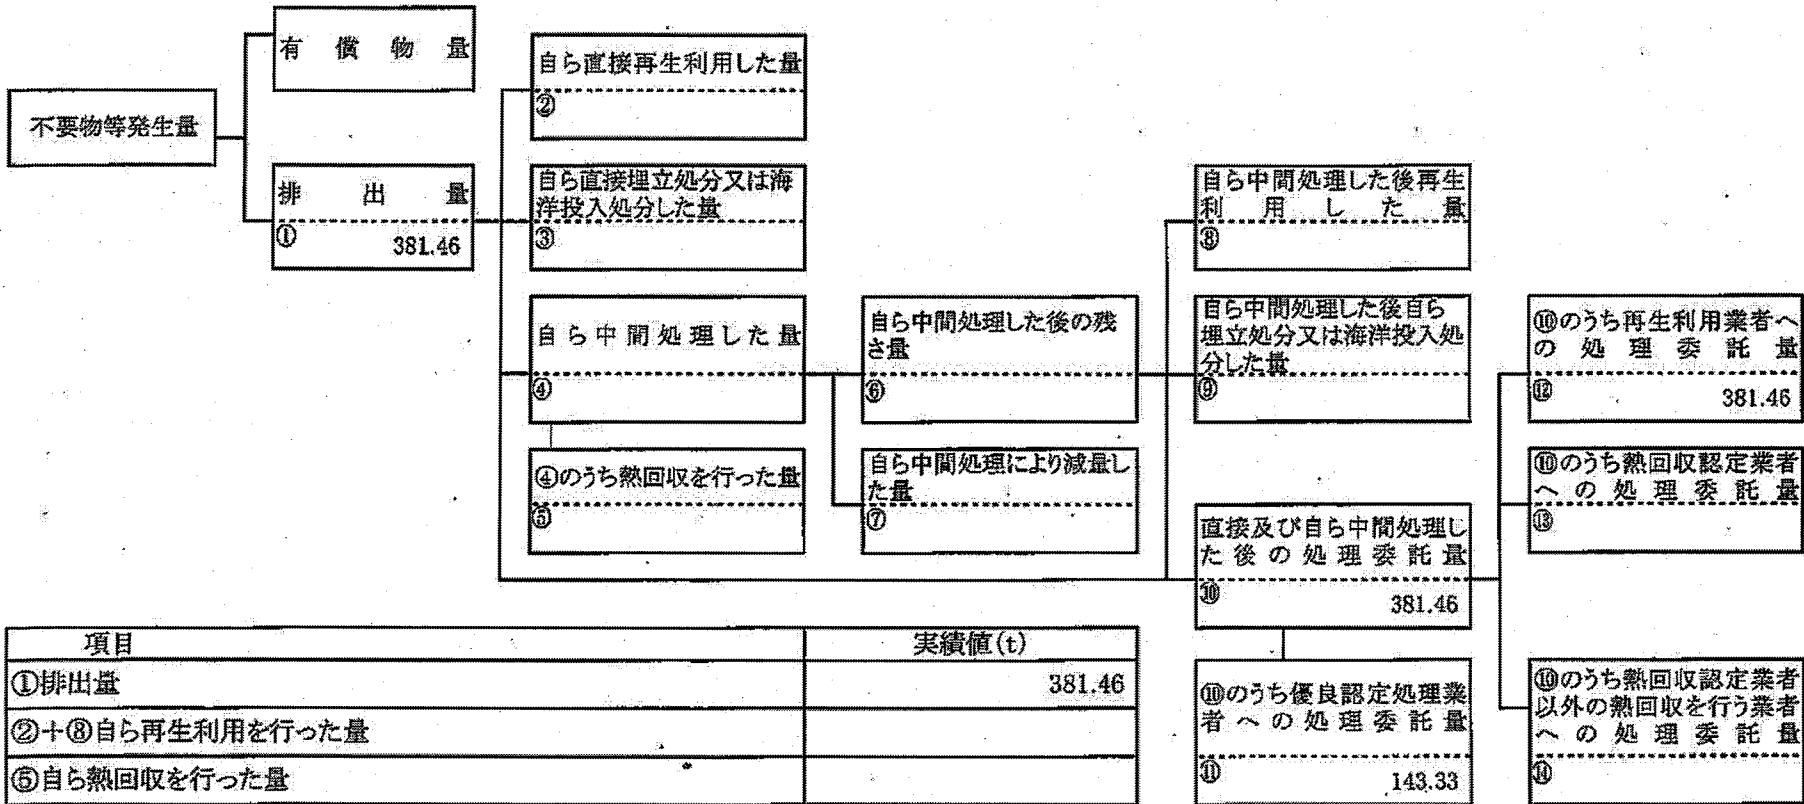 不要物等発生量
有償物量
排出量
① 381.46
自ら直接再生利用した量
②
自ら直接埋立処分又は海
洋投入処分した量
③
自ら中間処理した量
④
④のうち熱回収を行った量
⑤
自ら中間処理した後の残
さ量
⑥
自ら中間処理により減量し
た量
⑦
自ら中間処理した後再生
利用した量
⑧
自ら中間処理した後自ら
埋立処分又は海洋投入処
分した量
⑨
直接及び自ら中間処理し
た後の処理委託量
⑩ 381.46
⑩のうち優良認定処理業
者への処理委託量
⑪ 143.33
⑩のうち再生利用業者へ
の処理委託量
⑫ 381.46
⑩のうち熱回収認定業者
への処理委託量
⑬
⑩のうち熱回収認定業者
以外の熱回収を行う業者
への処理委託量
⑭
項目 実績値(t)
①排出量 381.46
②＋⑧自ら再生利用を行った量
⑤自ら熱回収を行った量